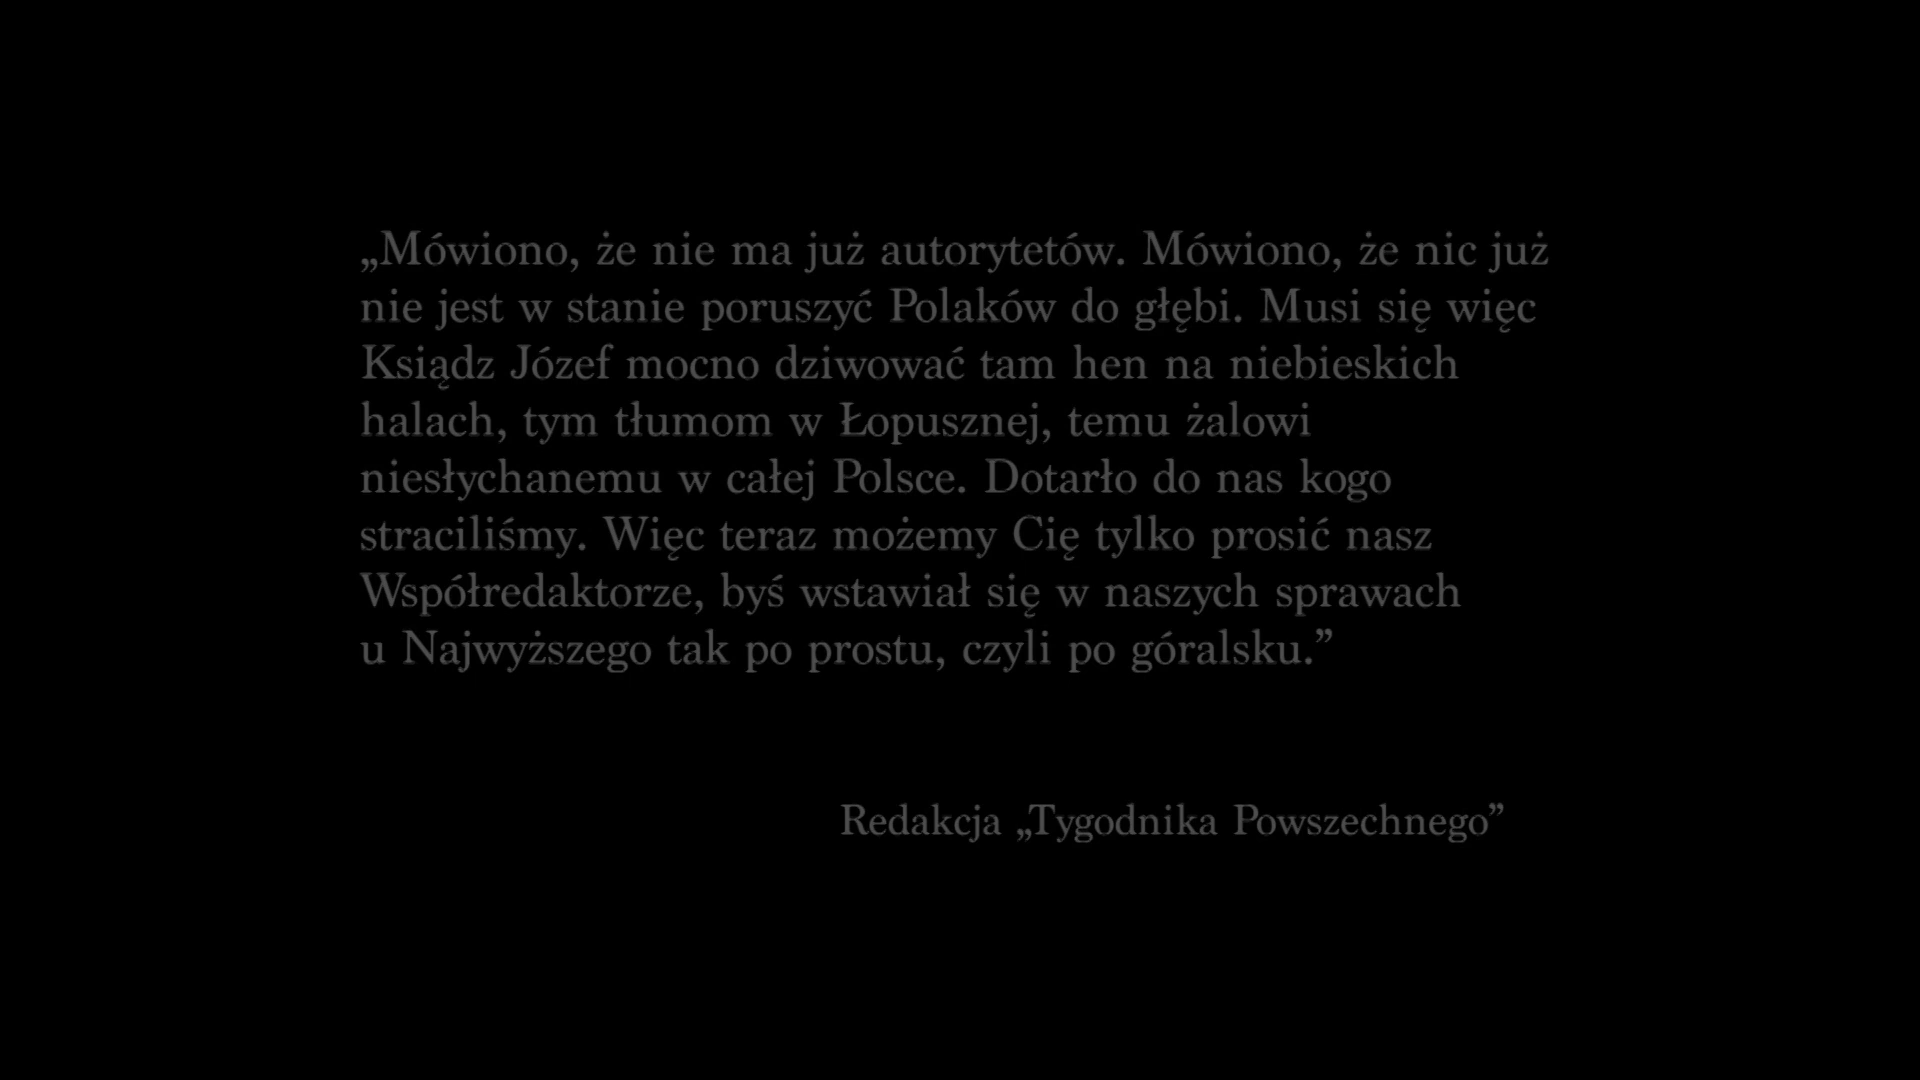 „Mówiono, że nie ma już autorytetów. Mówiono, że nic już
nie jest w stanie poruszyć Polaków do głębi. Musi się więc
Ksiądz Józef mocno dziwować tam hen na niebieskich
halach, tym tłumom w Łopusznej, temu żalowi
niesłychanemu w całej Polsce. Dotarło do nas kogo
straciliśmy. Więc teraz możemy Cię tylko prosić nasz
Współredaktorze, byś wstawiał się w naszych sprawach
u Najwyższego tak po prostu, czyli po góralsku.”
Redakcja „Tygodnika Powszechnego”